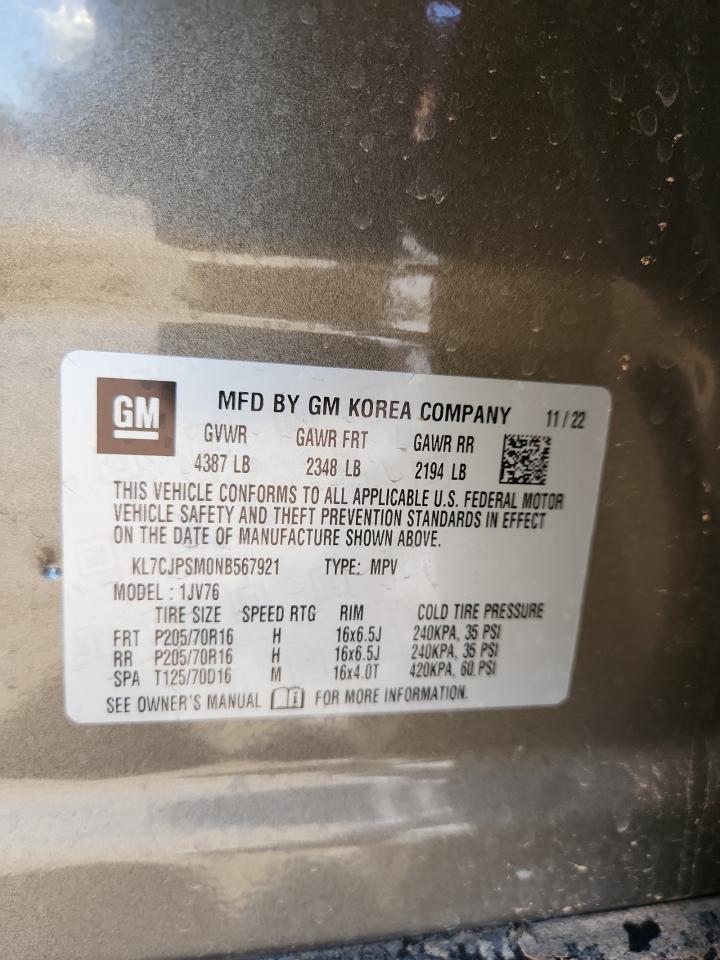 GM
MFD BY GM KOREA COMPANY 11/22
GVWR GAWR FRT GAWR RR
4387 LB 2348 LB 2194 LB
THIS VEHICLE CONFORMS TO ALL APPLICABLE U.S. FEDERAL MOTOR
VEHICLE SAFETY AND THEFT PREVENTION STANDARDS IN EFFECT
ON THE DATE OF MANUFACTURE SHOWN ABOVE.
KL7CJPSM0NB567921 TYPE: MPV
MODEL : 1JV76
TIRE SIZE SPEED RTG RIM COLD TIRE PRESSURE
FRT P205/70R16 H 16x6.5J 240KPA, 35 PSI
RR P205/70R16 H 16x6.5J 240KPA, 35 PSI
SPA T125/70D16 M 16x4.0T 420KPA, 60 PSI
SEE OWNER'S MANUAL FOR MORE INFORMATION.